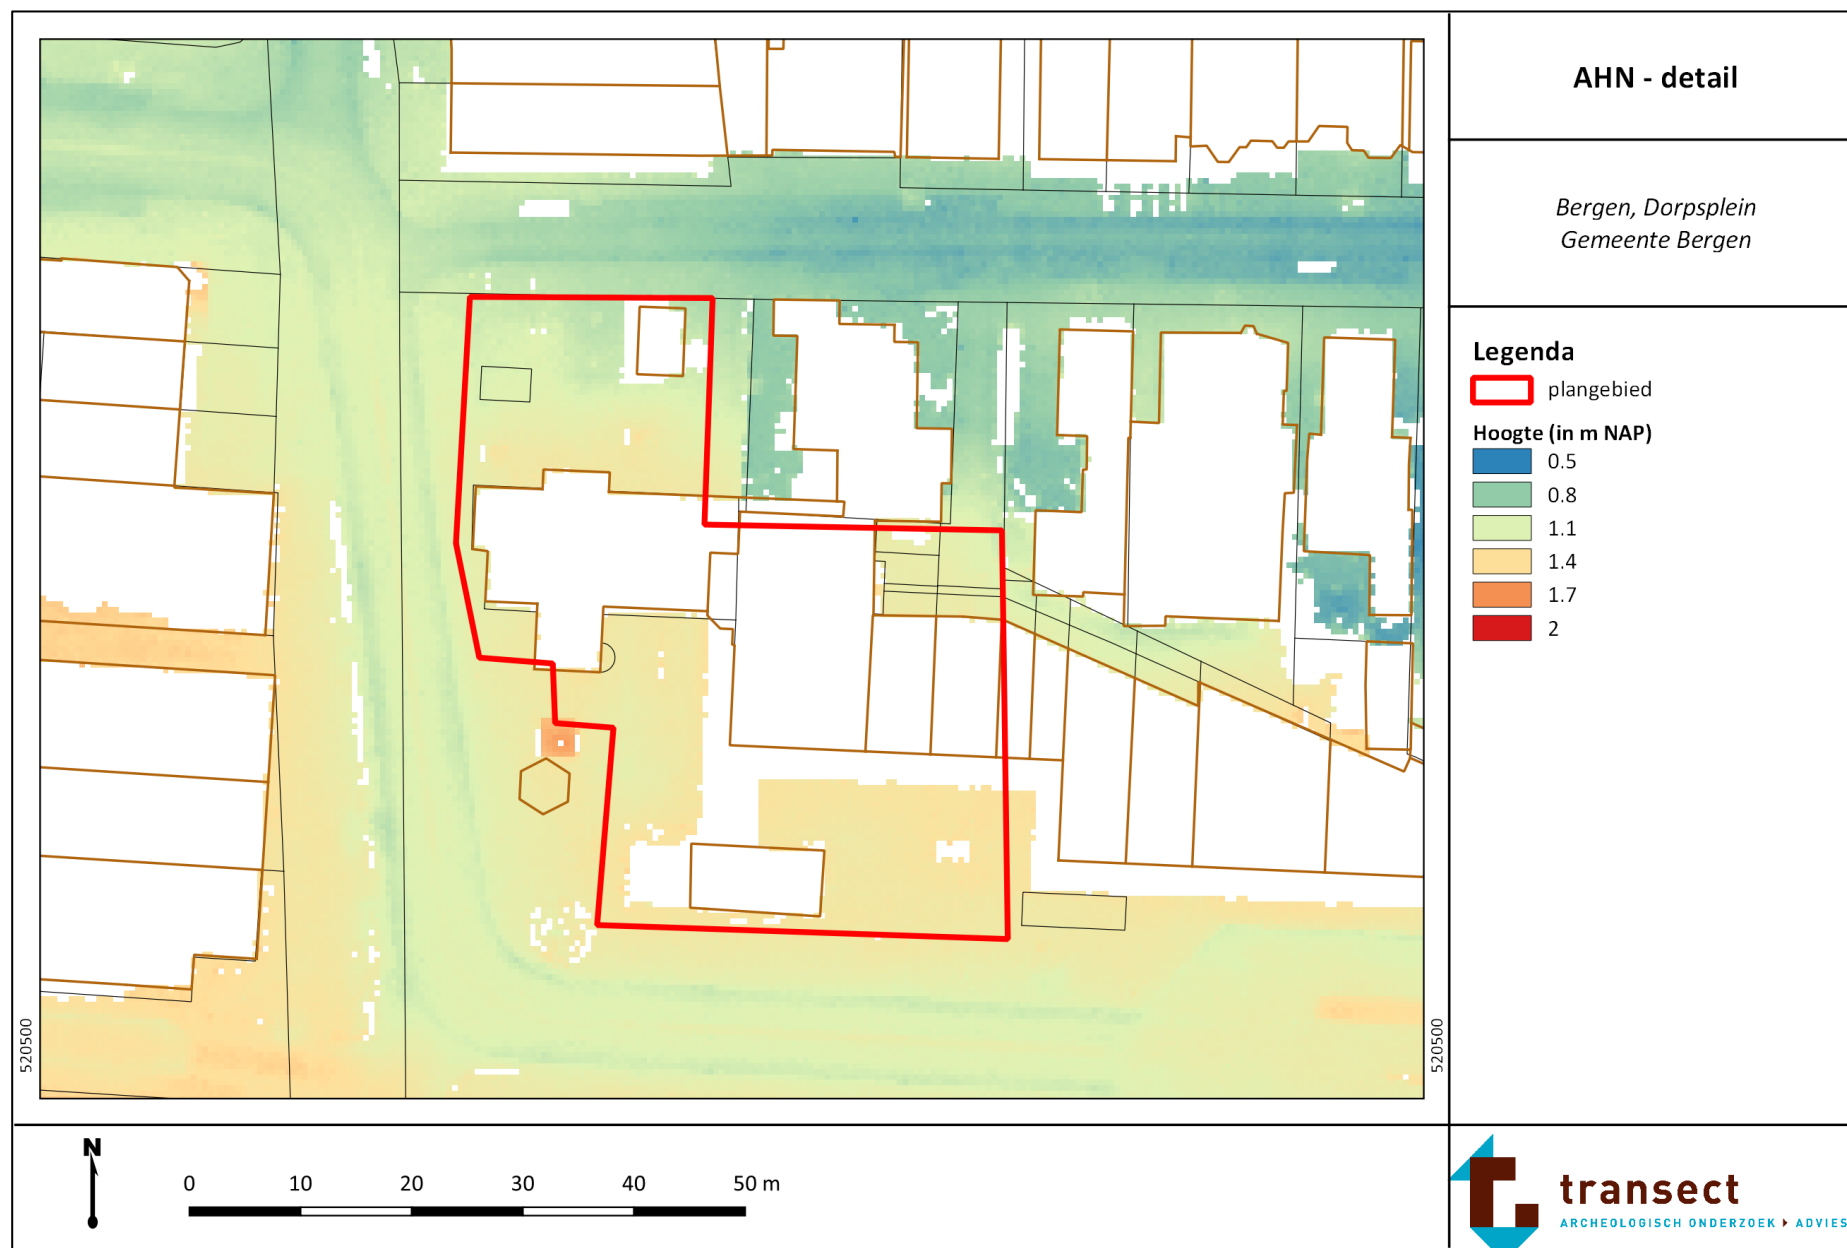 AHN - detail
Bergen, Dorpsplein
Gemeente Bergen
Legenda
plangebied
Hoogte (in m NAP)
0.5
0.8
1.1
1.4
1.7
2
520500
520500
N
0 10 20 30 40 50 m
transect
ARCHEOLOGISCH ONDERZOEK ADVIES